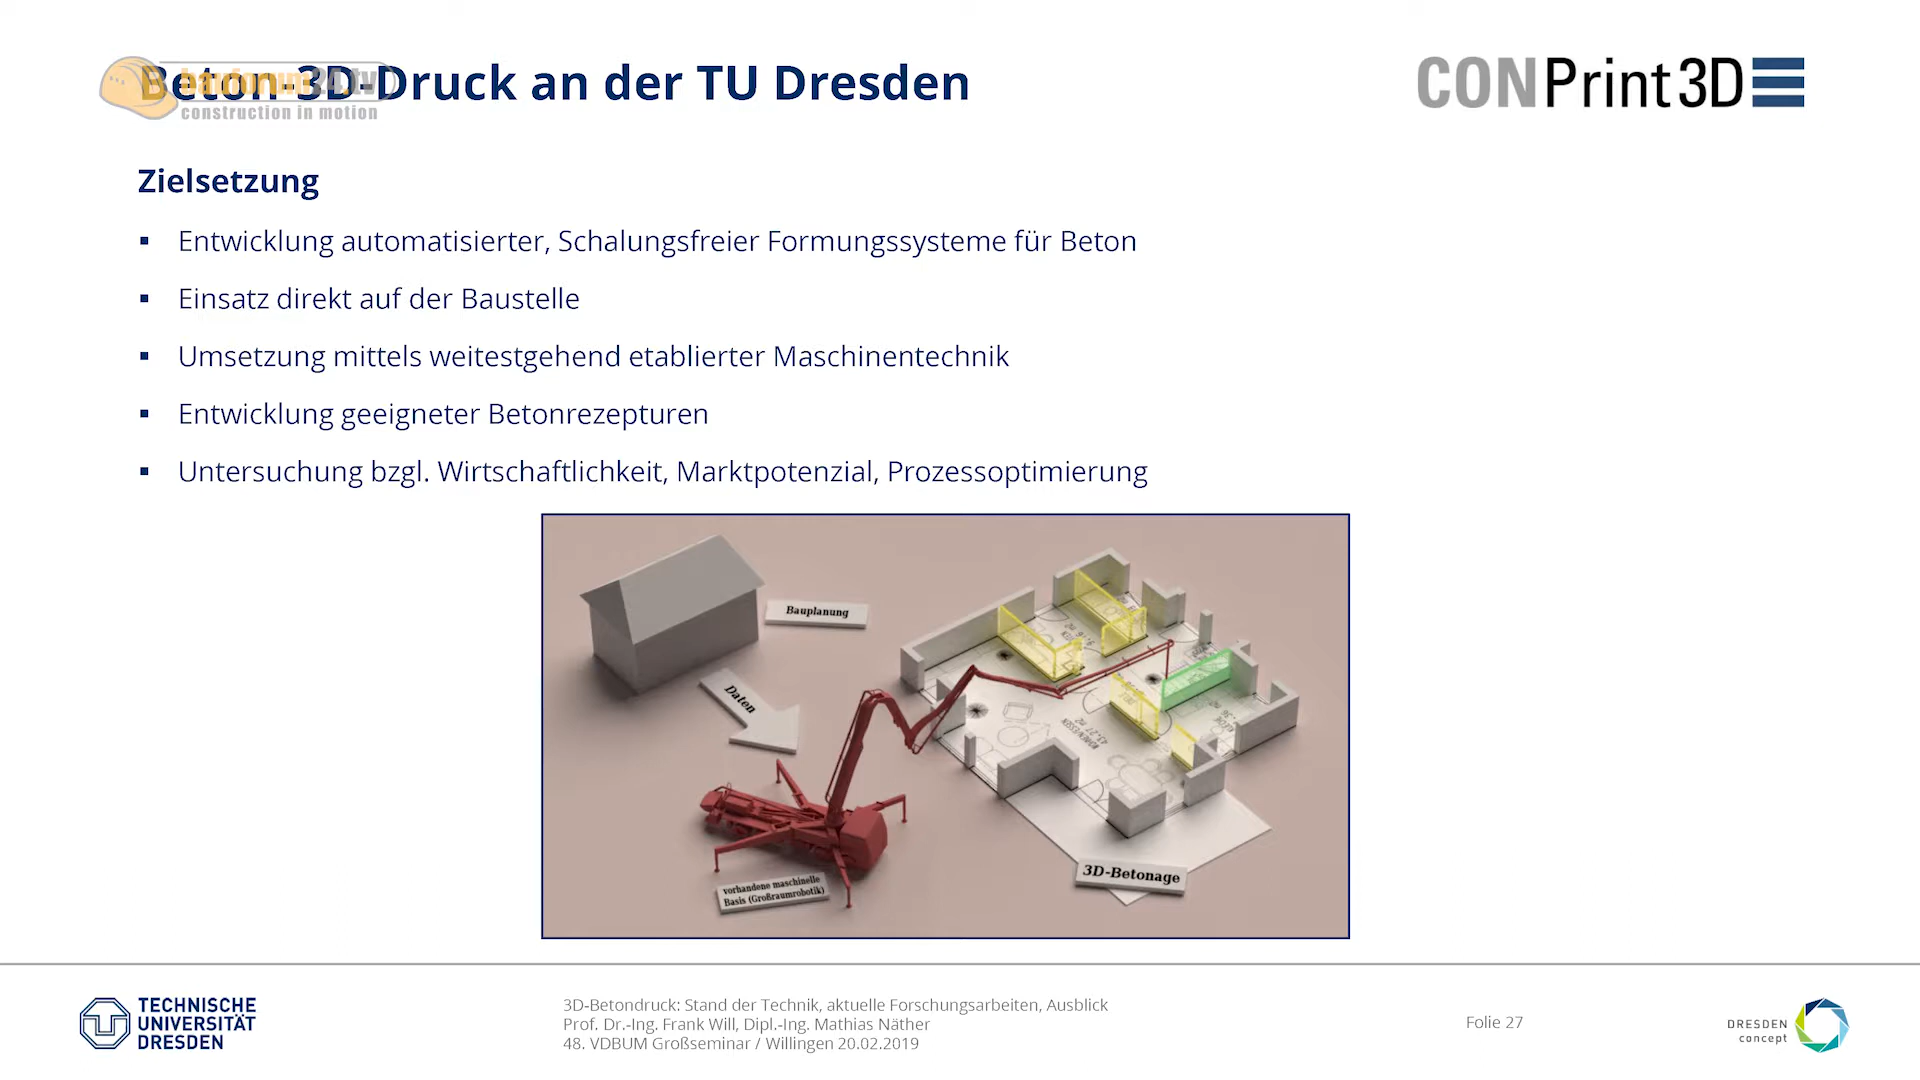 Beton-3D-Druck an der TU Dresden
bauforum24.tv
construction in motion
CONPrint3D
Zielsetzung
▪ Entwicklung automatisierter, Schalungsfreier Formungssysteme für Beton
▪ Einsatz direkt auf der Baustelle
▪ Umsetzung mittels weitestgehend etablierter Maschinentechnik
▪ Entwicklung geeigneter Betonrezepturen
▪ Untersuchung bzgl. Wirtschaftlichkeit, Marktpotenzial, Prozessoptimierung
Bauplanung
Daten
vorhandene maschinelle
Basis (Großraumrobotik)
3D-Betonage
TECHNISCHE
UNIVERSITÄT
DRESDEN
3D-Betondruck: Stand der Technik, aktuelle Forschungsarbeiten, Ausblick
Prof. Dr.-Ing. Frank Will, Dipl.-Ing. Mathias Näther
48. VDBUM Großseminar / Willingen 20.02.2019
Folie 27
DRESDEN
concept